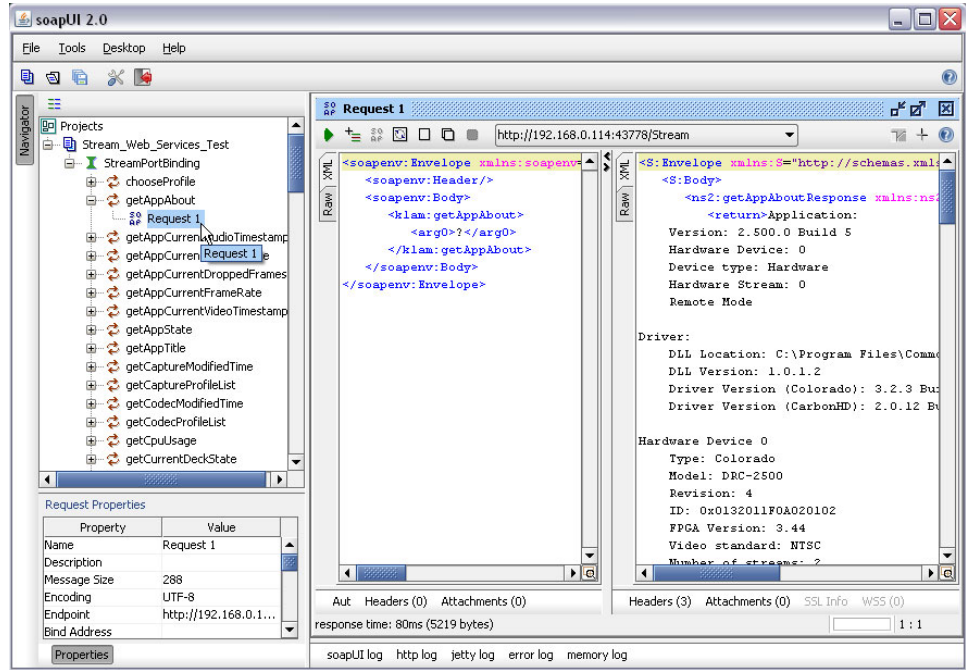 soapUI 2.0
File Tools Desktop Help
Navigator
Projects
Stream_Web_Services_Test
StreamPortBinding
chooseProfile
getAppAbout
Request 1
getAppCurrentAudioTimestamp
getAppCurren
Request 1
getAppCurrentDroppedFrames
getAppCurrentFrameRate
getAppCurrentVideoTimestamp
getAppState
getAppTitle
getCaptureModifiedTime
getCaptureProfileList
getCodecModifiedTime
getCodecProfileList
getCpuUsage
getCurrentDeckState
Request Properties
Property Value
Name Request 1
Description
Message Size 288
Encoding UTF-8
Endpoint http://192.168.0.1...
Bind Address
Properties
Request 1
http://192.168.0.114:43778/Stream
XML
Raw
<soapenv:Envelope xmlns:soapenv=
<soapenv:Header/>
<soapenv:Body>
<klam:getAppAbout>
<arg0>?</arg0>
</klam:getAppAbout>
</soapenv:Body>
</soapenv:Envelope>
Aut Headers (0) Attachments (0)
XML
Raw
<S:Envelope xmlns:S="http://schemas.xmls
<S:Body>
<ns2:getAppAboutResponse xmlns:ns2
<return>Application:
Version: 2.500.0 Build 5
Hardware Device: 0
Device type: Hardware
Hardware Stream: 0
Remote Mode
Driver:
DLL Location: C:\Program Files\Commo
DLL Version: 1.0.1.2
Driver Version (Colorado): 3.2.3 Bui
Driver Version (CarbonHD): 2.0.12 Bu
Hardware Device 0
Type: Colorado
Model: DRC-2500
Revision: 4
ID: 0x0132011F0A020102
FPGA Version: 3.44
Video standard: NTSC
Number of streams: 2
Headers (3) Attachments (0) SSL Info WSS (0)
response time: 80ms (5219 bytes)
1 : 1
soapUI log http log jetty log error log memory log